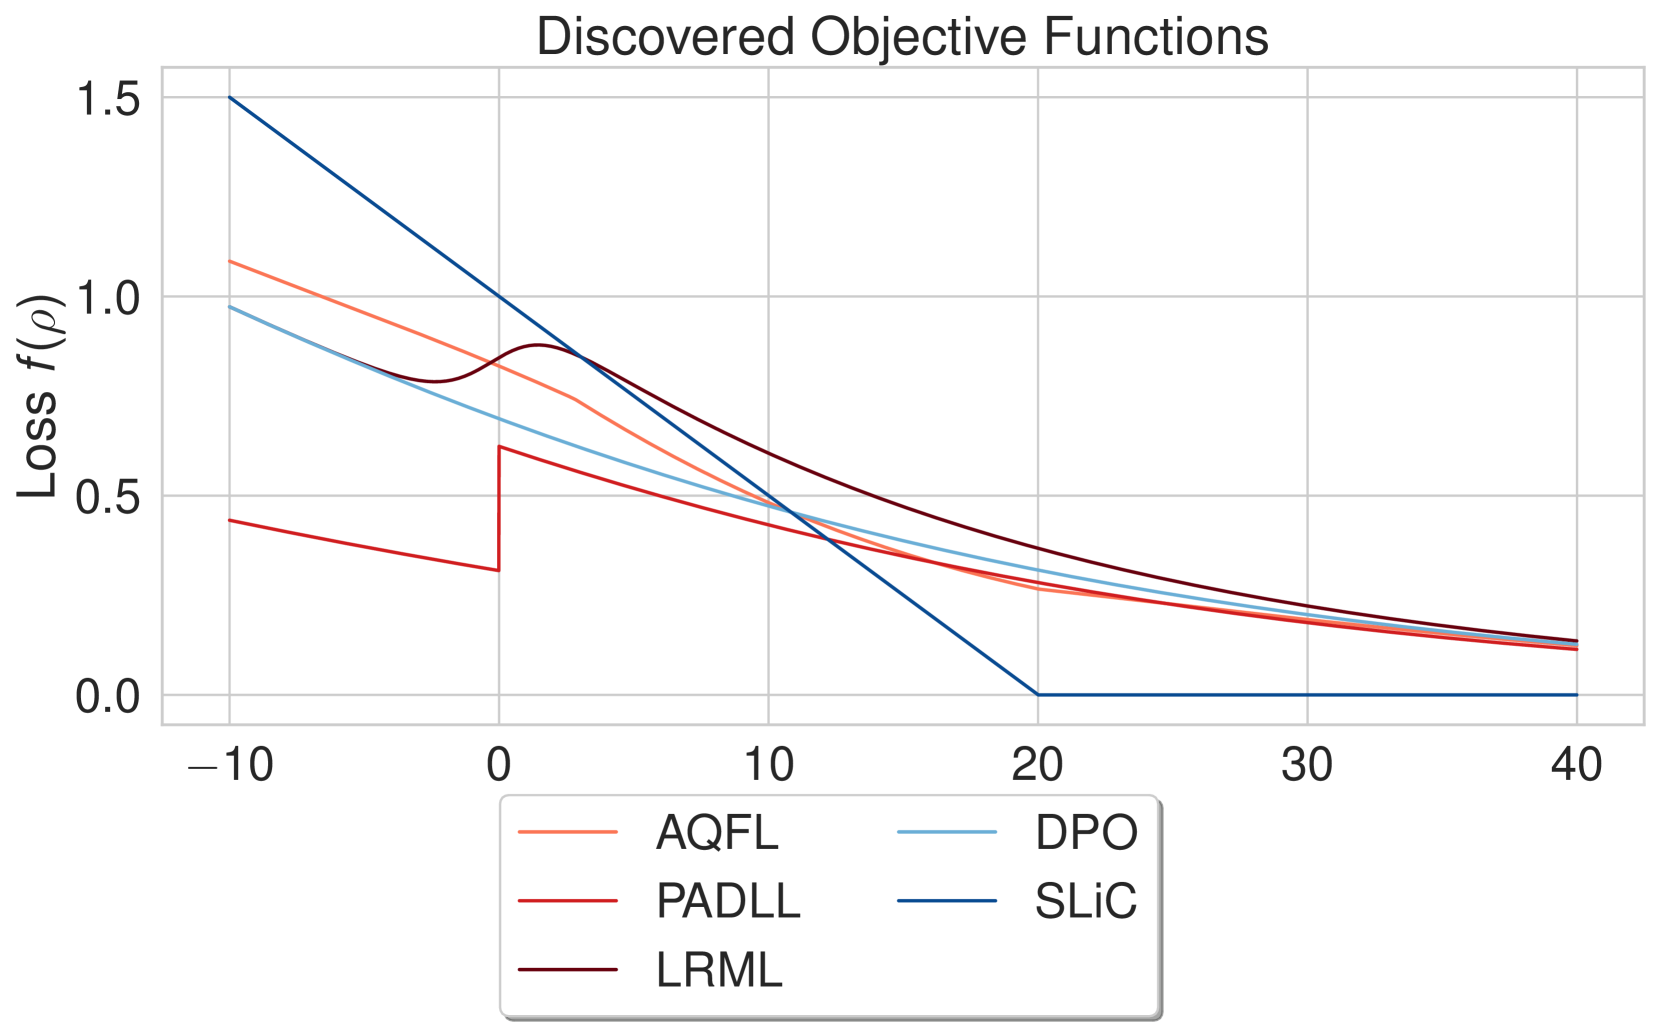 Discovered Objective Functions
1.5
1.0
0.5
0.0
Loss f(ρ)
−10 0 10 20 30 40
AQFL DPO
PADLL SLiC
LRML